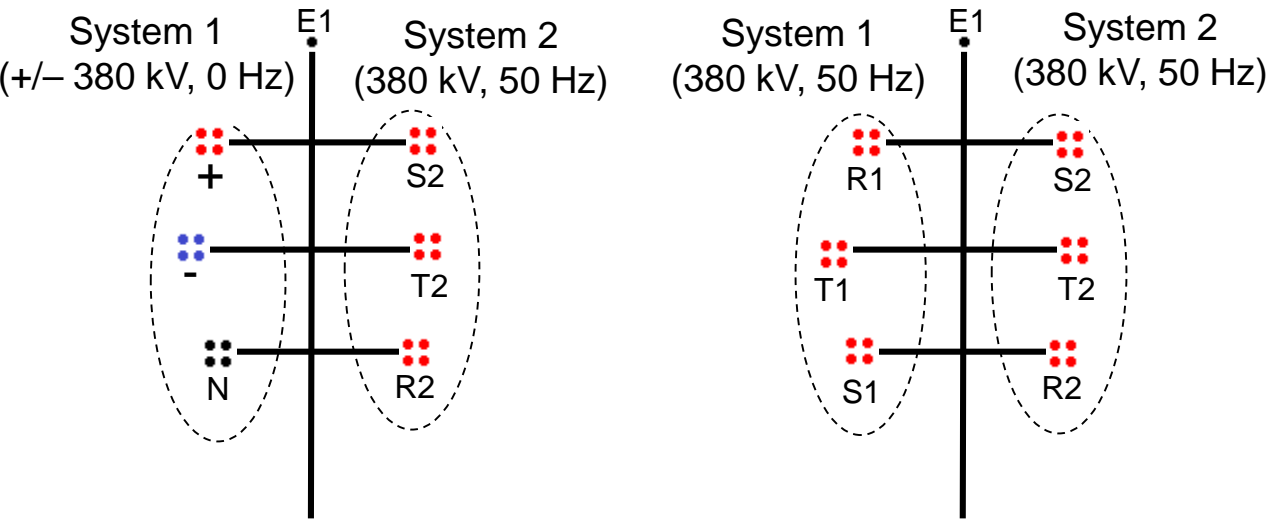 System 1
(+/– 380 kV, 0 Hz)
E1
System 2
(380 kV, 50 Hz)
+
S2
-
T2
N
R2
System 1
(380 kV, 50 Hz)
E1
System 2
(380 kV, 50 Hz)
R1
S2
T1
T2
S1
R2